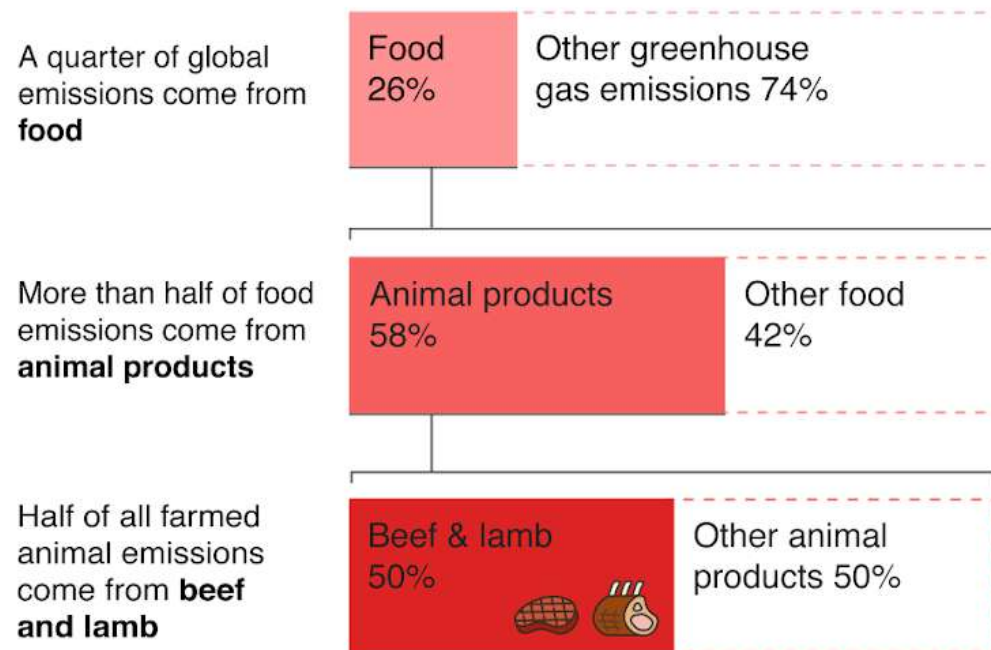 A quarter of global
emissions come from
food
Food
26%
Other greenhouse
gas emissions 74%
More than half of food
emissions come from
animal products
Animal products
58%
Other food
42%
Half of all farmed
animal emissions
come from beef
and lamb
Beef & lamb
50%
Other animal
products 50%